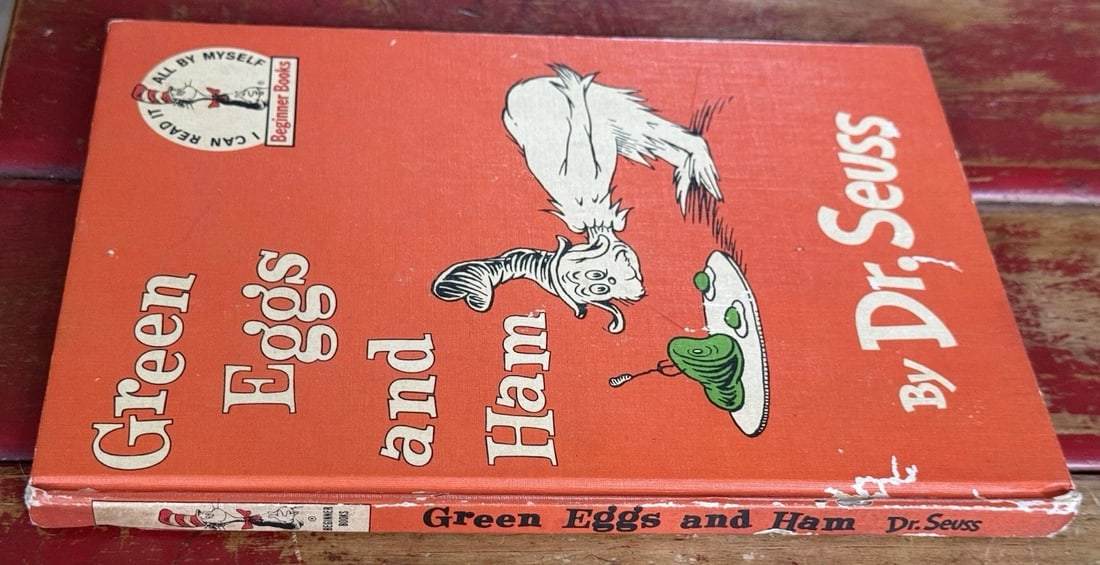 I CAN READ IT ALL BY MYSELF
Beginner Books
Green
Eggs
and
Ham
By Dr. Seuss
BEGINNER
BOOKS
Green Eggs and Ham Dr. Seuss